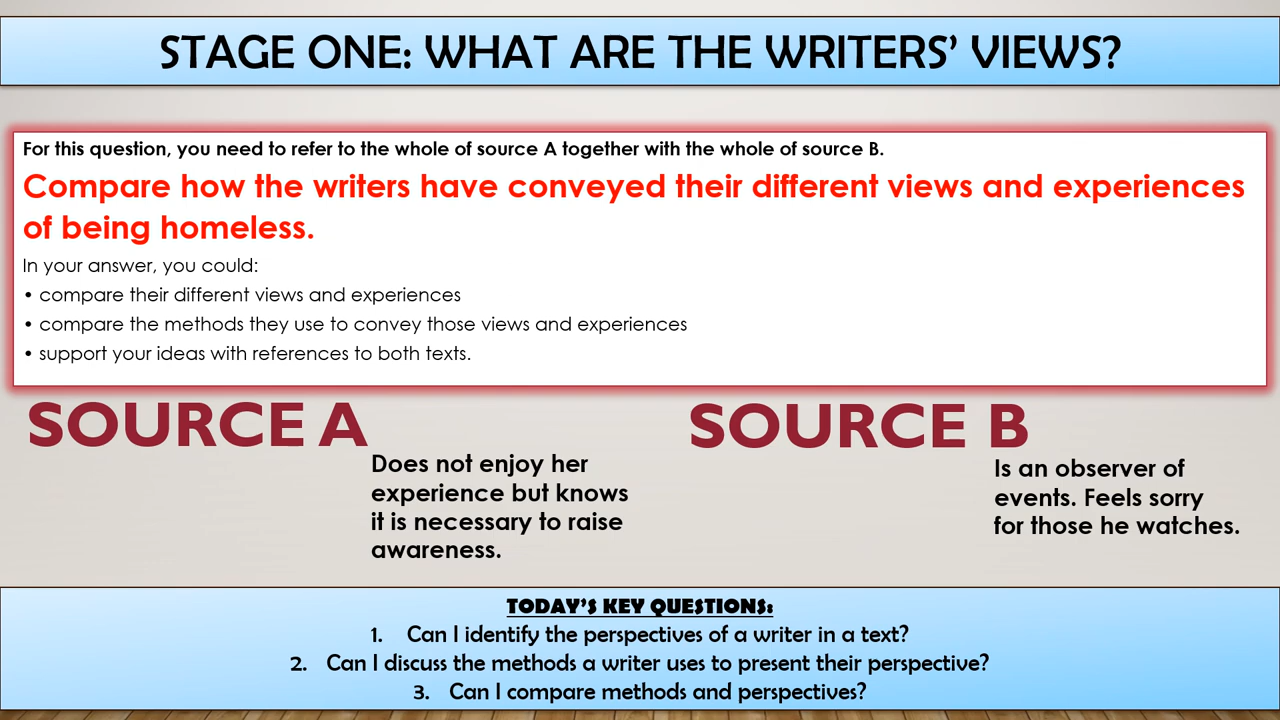 STAGE ONE: WHAT ARE THE WRITERS’ VIEWS?
For this question, you need to refer to the whole of source A together with the whole of source B.
Compare how the writers have conveyed their different views and experiences
of being homeless.
In your answer, you could:
• compare their different views and experiences
• compare the methods they use to convey those views and experiences
• support your ideas with references to both texts.
SOURCE A
Does not enjoy her
experience but knows
it is necessary to raise
awareness.
SOURCE B
Is an observer of
events. Feels sorry
for those he watches.
TODAY’S KEY QUESTIONS:
1. Can I identify the perspectives of a writer in a text?
2. Can I discuss the methods a writer uses to present their perspective?
3. Can I compare methods and perspectives?